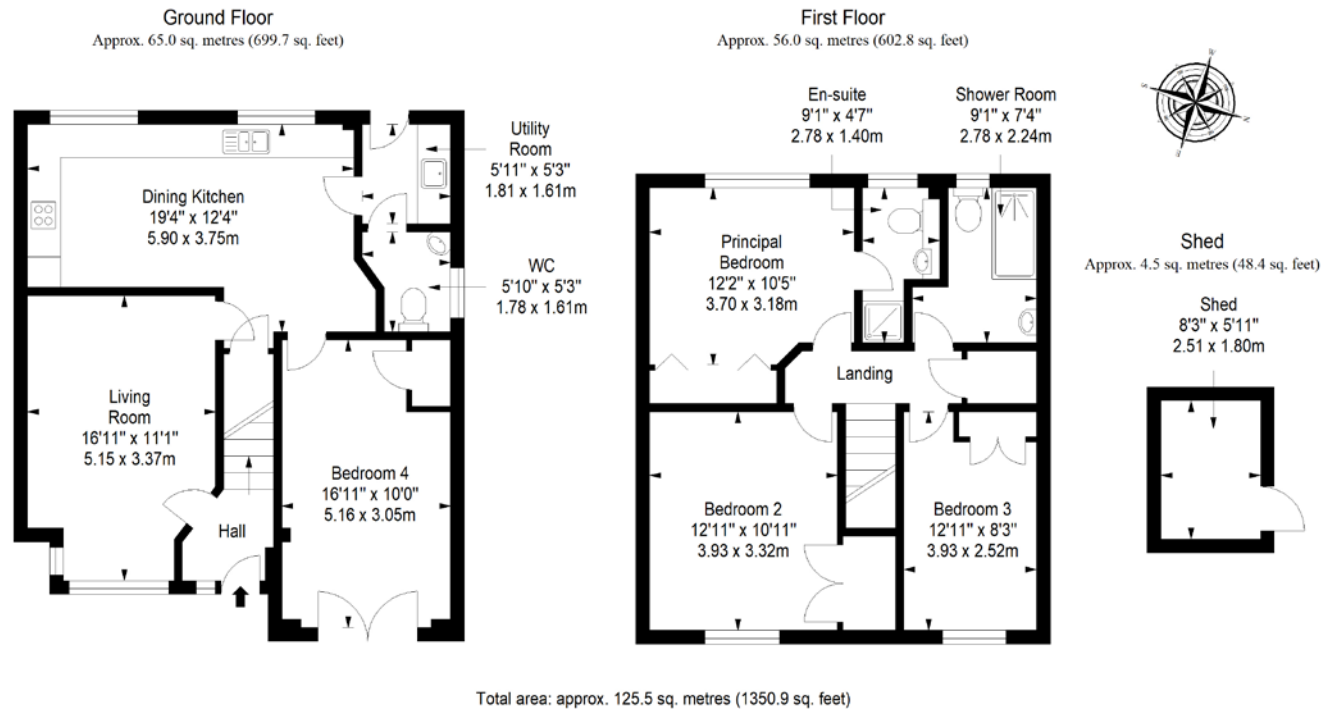 Ground Floor
Approx. 65.0 sq. metres (699.7 sq. feet)
Utility
Room
5'11" x 5'3"
1.81 x 1.61m
Dining Kitchen
19'4" x 12'4"
5.90 x 3.75m
WC
5'10" x 5'3"
1.78 x 1.61m
Living
Room
16'11" x 11'1"
5.15 x 3.37m
Bedroom 4
16'11" x 10'0"
5.16 x 3.05m
Hall
First Floor
Approx. 56.0 sq. metres (602.8 sq. feet)
En-suite
9'1" x 4'7"
2.78 x 1.40m
Shower Room
9'1" x 7'4"
2.78 x 2.24m
Principal
Bedroom
12'2" x 10'5"
3.70 x 3.18m
Landing
Bedroom 2
12'11" x 10'11"
3.93 x 3.32m
Bedroom 3
12'11" x 8'3"
3.93 x 2.52m
W
S
N
E
Shed
Approx. 4.5 sq. metres (48.4 sq. feet)
Shed
8'3" x 5'11"
2.51 x 1.80m
Total area: approx. 125.5 sq. metres (1350.9 sq. feet)